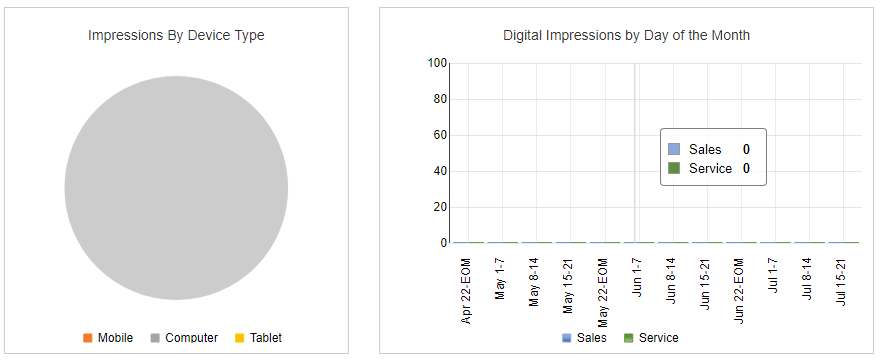 Impressions By Device Type
Mobile Computer Tablet
Digital Impressions by Day of the Month
100
80
60
40
20
0
Sales 0
Service 0
Apr 22-EOM
May 1-7
May 8-14
May 15-21
May 22-EOM
Jun 1-7
Jun 8-14
Jun 15-21
Jun 22-EOM
Jul 1-7
Jul 8-14
Jul 15-21
Sales Service